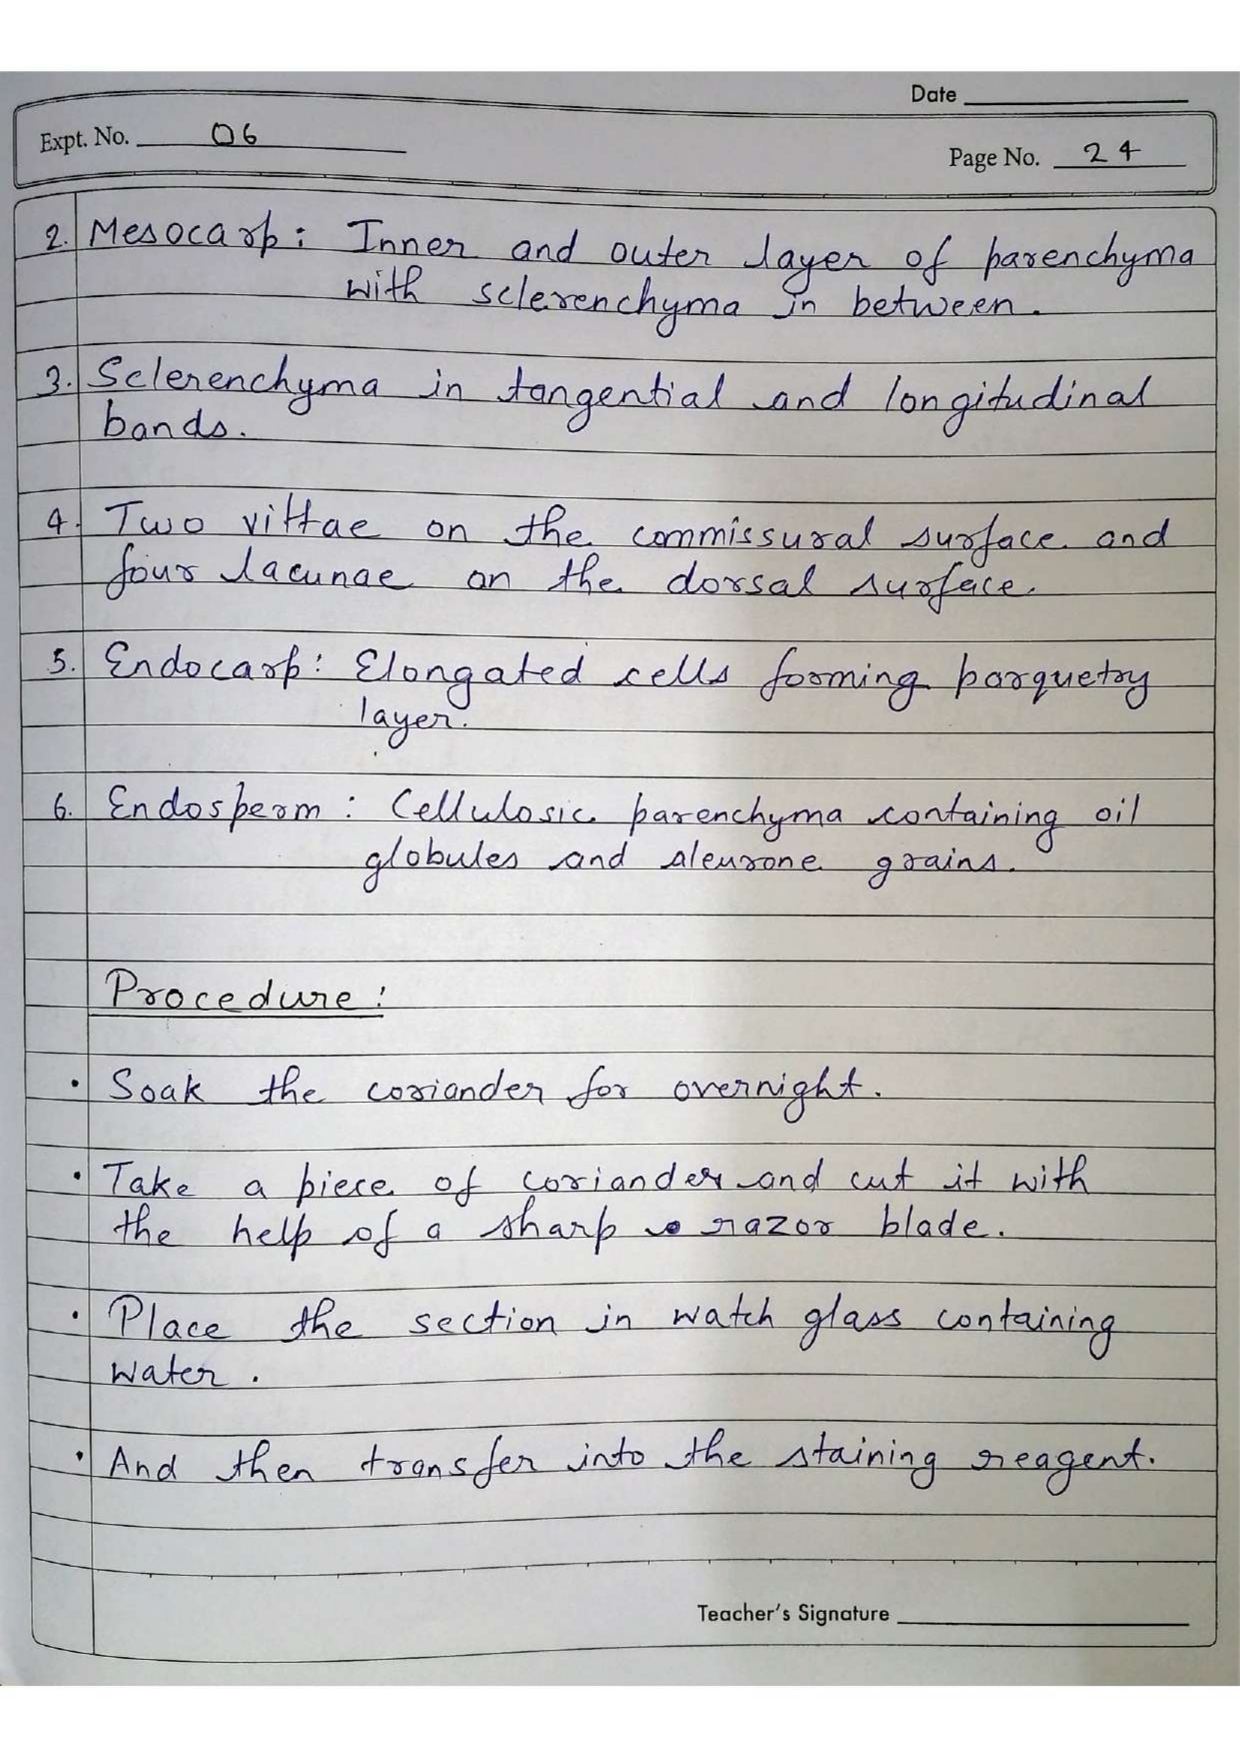 Date
Expt. No. 06
Page No. 24
2. Mesocarp: Inner and outer layer of parenchyma
with sclerenchyma in between.
3. Sclerenchyma in tangential and longitudinal
bands.
4. Two vittae on the commissural surface and
four lacunae on the dorsal surface.
5. Endocarp: Elongated cells forming parquetry
layer.
6. Endosperm: Cellulosic parenchyma containing oil
globules and aleurone grains.
Procedure:
• Soak the coriander for overnight.
• Take a piece of coriander and cut it with
the help of a sharp razor blade.
• Place the section in watch glass containing
water.
• And then transfer into the staining reagent.
Teacher's Signature